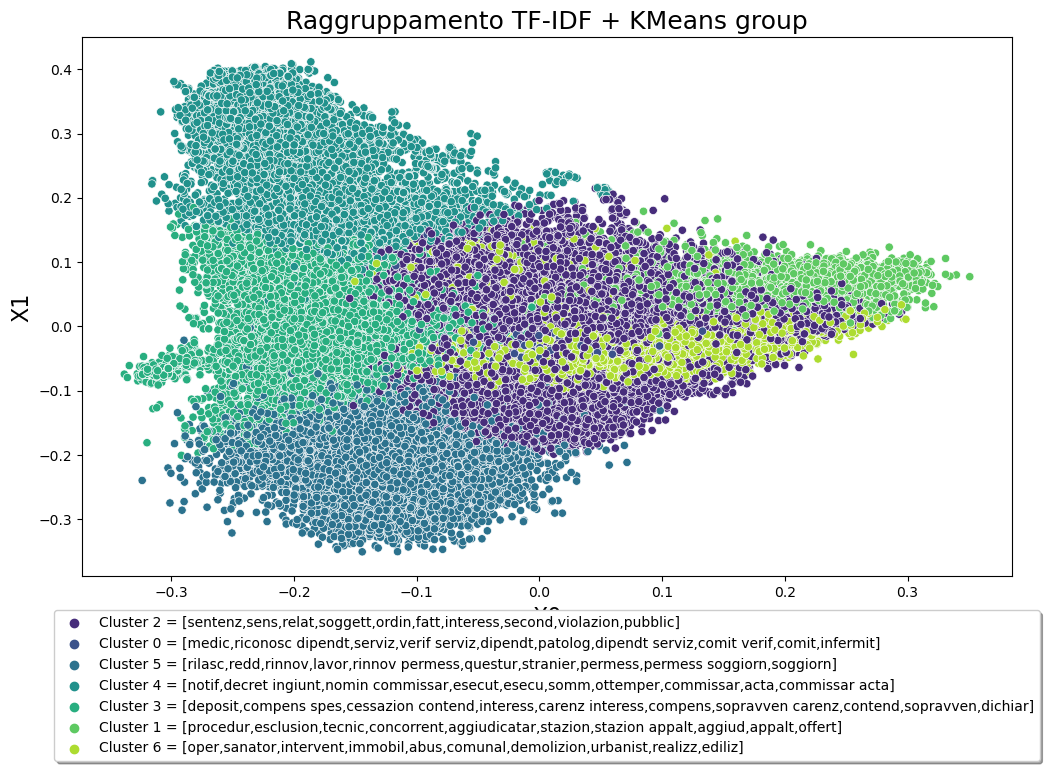 Raggruppamento TF-IDF + KMeans group
0.4
0.3
0.2
0.1
0.0
−0.1
−0.2
−0.3
X1
−0.3 −0.2 −0.1 0.0 0.1 0.2 0.3
Cluster 2 = [sentenz,sens,relat,soggett,ordin,fatt,interess,second,violazion,pubblic]
Cluster 0 = [medic,riconosc dipendt,serviz,verif serviz,dipendt,patolog,dipendt serviz,comit verif,comit,infermit]
Cluster 5 = [rilasc,redd,rinnov,lavor,rinnov permess,questur,stranier,permess,permess soggiorn,soggiorn]
Cluster 4 = [notif,decret ingiunt,nomin commissar,esecut,esecu,somm,ottemper,commissar,acta,commissar acta]
Cluster 3 = [deposit,compens spes,cessazion contend,interess,carenz interess,compens,sopravven carenz,contend,sopravven,dichiar]
Cluster 1 = [procedur,esclusion,tecnic,concorrent,aggiudicatar,stazion,stazion appalt,aggiud,appalt,offert]
Cluster 6 = [oper,sanator,intervent,immobil,abus,comunal,demolizion,urbanist,realizz,ediliz]